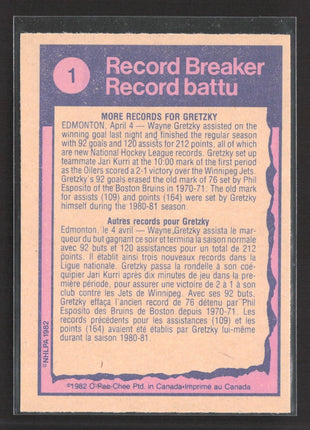 1
Record Breaker
Record battu
MORE RECORDS FOR GRETZKY
EDMONTON, April 4 — Wayne Gretzky assisted on
the winning goal last night and finished the regular season
with 92 goals and 120 assists for 212 points, all of which
are new National Hockey League records. Gretzky set up
teammate Jari Kurri at the 10:00 mark of the first period
as the Oilers scored a 2-1 victory over the Winnipeg Jets.
Gretzky's 92 goals erased the old mark of 76 set by Phil
Esposito of the Boston Bruins in 1970-71. The old mark
for assists (109) and points (164) were set by Gretzky
himself during the 1980-81 season.
Autres records pour Gretzky
Edmonton, le 4 avril — Wayne Gretzky assista le mar-
queur du but gagnant ce soir et termina la saison normale
avec 92 buts et 120 assistances pour un total de 212
points. Il établit ainsi trois nouveaux records dans la
Ligue nationale. Gretzky passa la rondelle à son coé-
quipier Jari Kurri après dix minutes de jeu dans la pre-
mière période, pour assurer une victoire de 2 à 1 à son
club contre les Jets de Winnipeg. Avec ses 92 buts,
Gretzky effaça l'ancien record de 76 détenu par Phil
Esposito des Bruins de Boston depuis 1970-71. Les
records précédents pour les assistances (109) et les
points (164) avaient été établis par Gretzky lui-même
durant la saison 1980-81.
©NHLPA 1982
©1982 O-Pee-Chee Ptd. in Canada-Imprimé au Canada